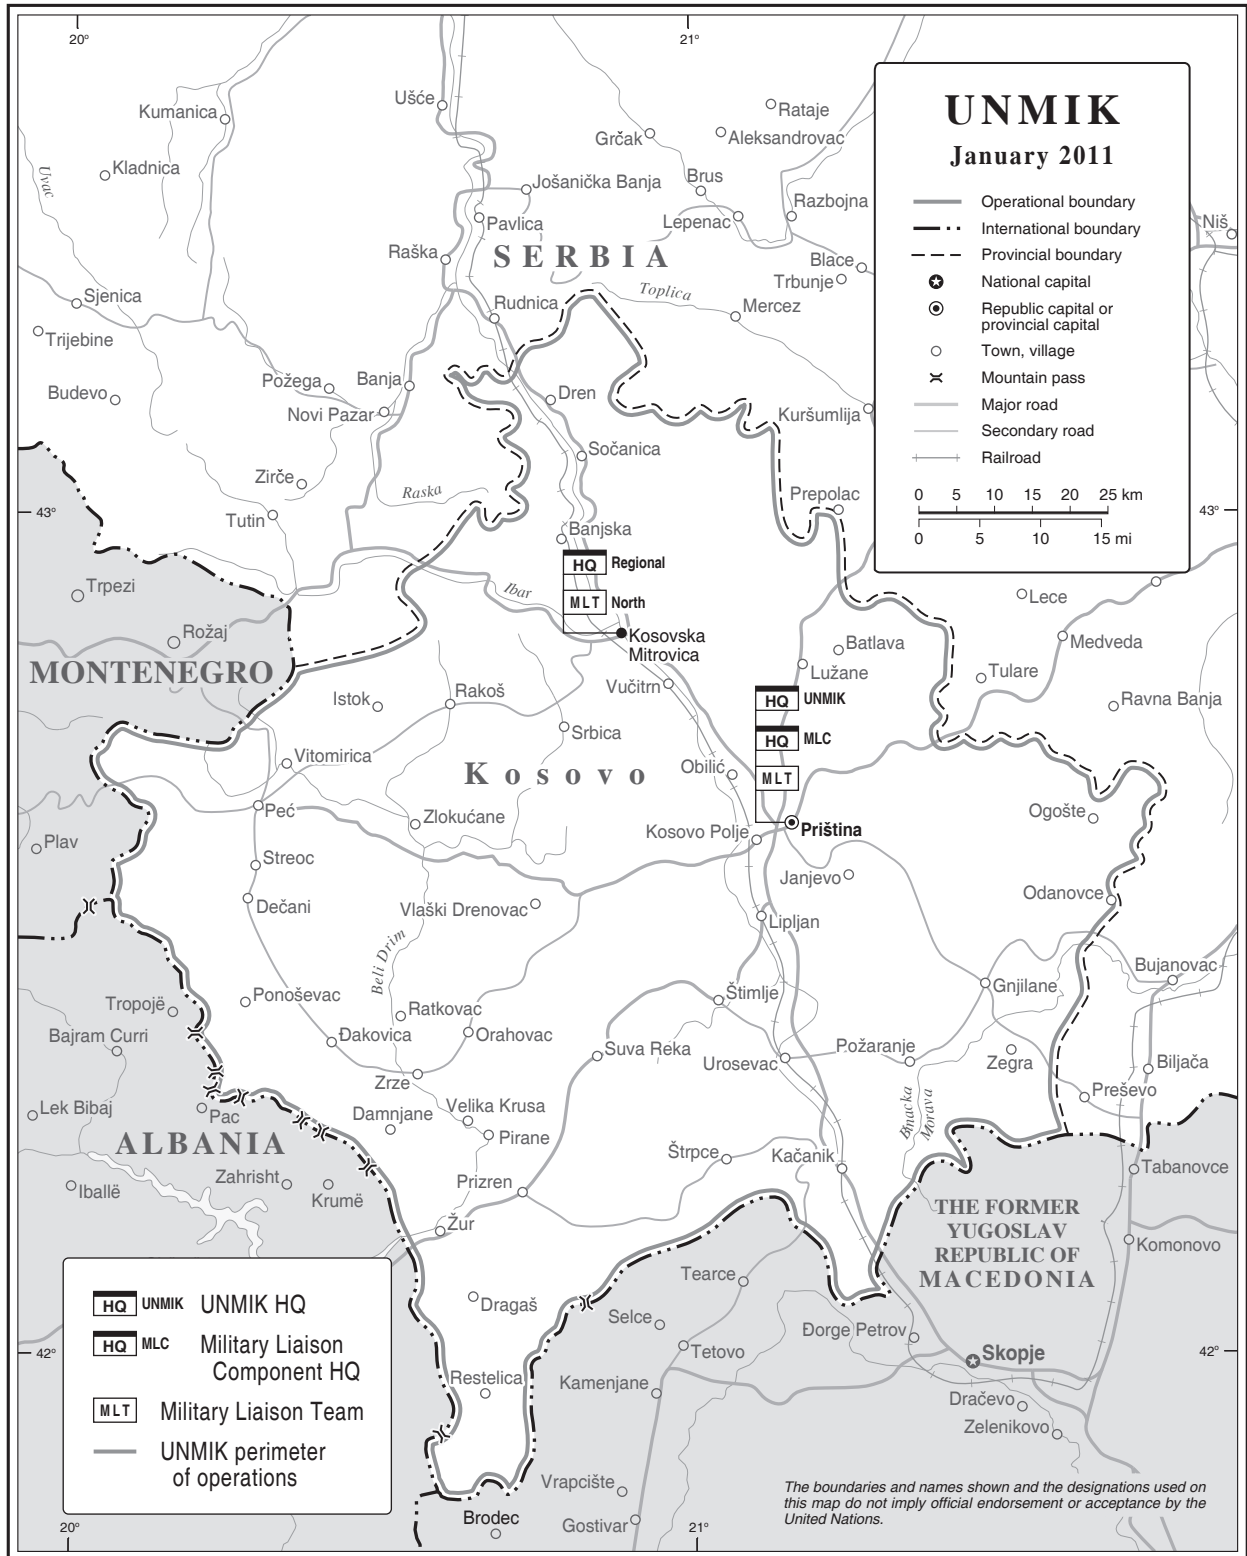 20°
21°
UNMIK
January 2011
Operational boundary
International boundary
Provincial boundary
National capital
Republic capital or
provincial capital
Town, village
Mountain pass
Major road
Secondary road
Railroad
0 5 10 15 20 25 km
0 5 10 15 mi
Ušće
Kumanica
Kladnica
Uvac
Rataje
Grčak
Aleksandrovac
Jošanička Banja
Brus
Pavlica
Lepenac
Razbojna
Niš
Raška
SERBIA
Blace
Trbunje
Toplica
Sjenica
Rudnica
Mercez
Trijebine
Požega
Banja
Budevo
Dren
Novi Pazar
Kuršumlija
Sočanica
Zirče
Raska
Prepolac
43°
43°
Tutin
Banjska
HQ Regional
Trpezi
Ibar
MLT North
Lece
Rožaj
Kosovska
Mitrovica
Batlava
Medveda
MONTENEGRO
Lužane
Tulare
Vučitrn
Istok
Rakoš
HQ UNMIK
Ravna Banja
Srbica
HQ MLC
Vitomirica
Kosovo
Obilić
MLT
Peć
Zlokućane
Ogošte
Kosovo Polje
Priština
Plav
Streoc
Janjevo
Dečani
Vlaški Drenovac
Odanovce
Lipljan
Beli Drim
Bujanovac
Tropojë
Ponoševac
Štimlje
Gnjilane
Ratkovac
Bajram Curri
Đakovica
Orahovac
Suva Reka
Urosevac
Požaranje
Zegra
Biljača
Zrze
Preševo
Lek Bibaj
Pac
Damnjane
Velika Krusa
Binacka
Morava
ALBANIA
Pirane
Štrpce
Kačanik
Tabanovce
Iballë
Zahrisht
Krumë
Prizren
THE FORMER
YUGOSLAV
REPUBLIC OF
MACEDONIA
Žur
Komonovo
Tearce
HQ UNMIK UNMIK HQ
Dragaš
Selce
HQ MLC Military Liaison
Component HQ
Đorge Petrov
42°
42°
Tetovo
Skopje
Restelica
Kamenjane
MLT Military Liaison Team
Dračevo
Zelenikovo
UNMIK perimeter
of operations
Vrapcište
The boundaries and names shown and the designations used on
this map do not imply official endorsement or acceptance by the
United Nations.
Brodec
Gostivar
20°
21°